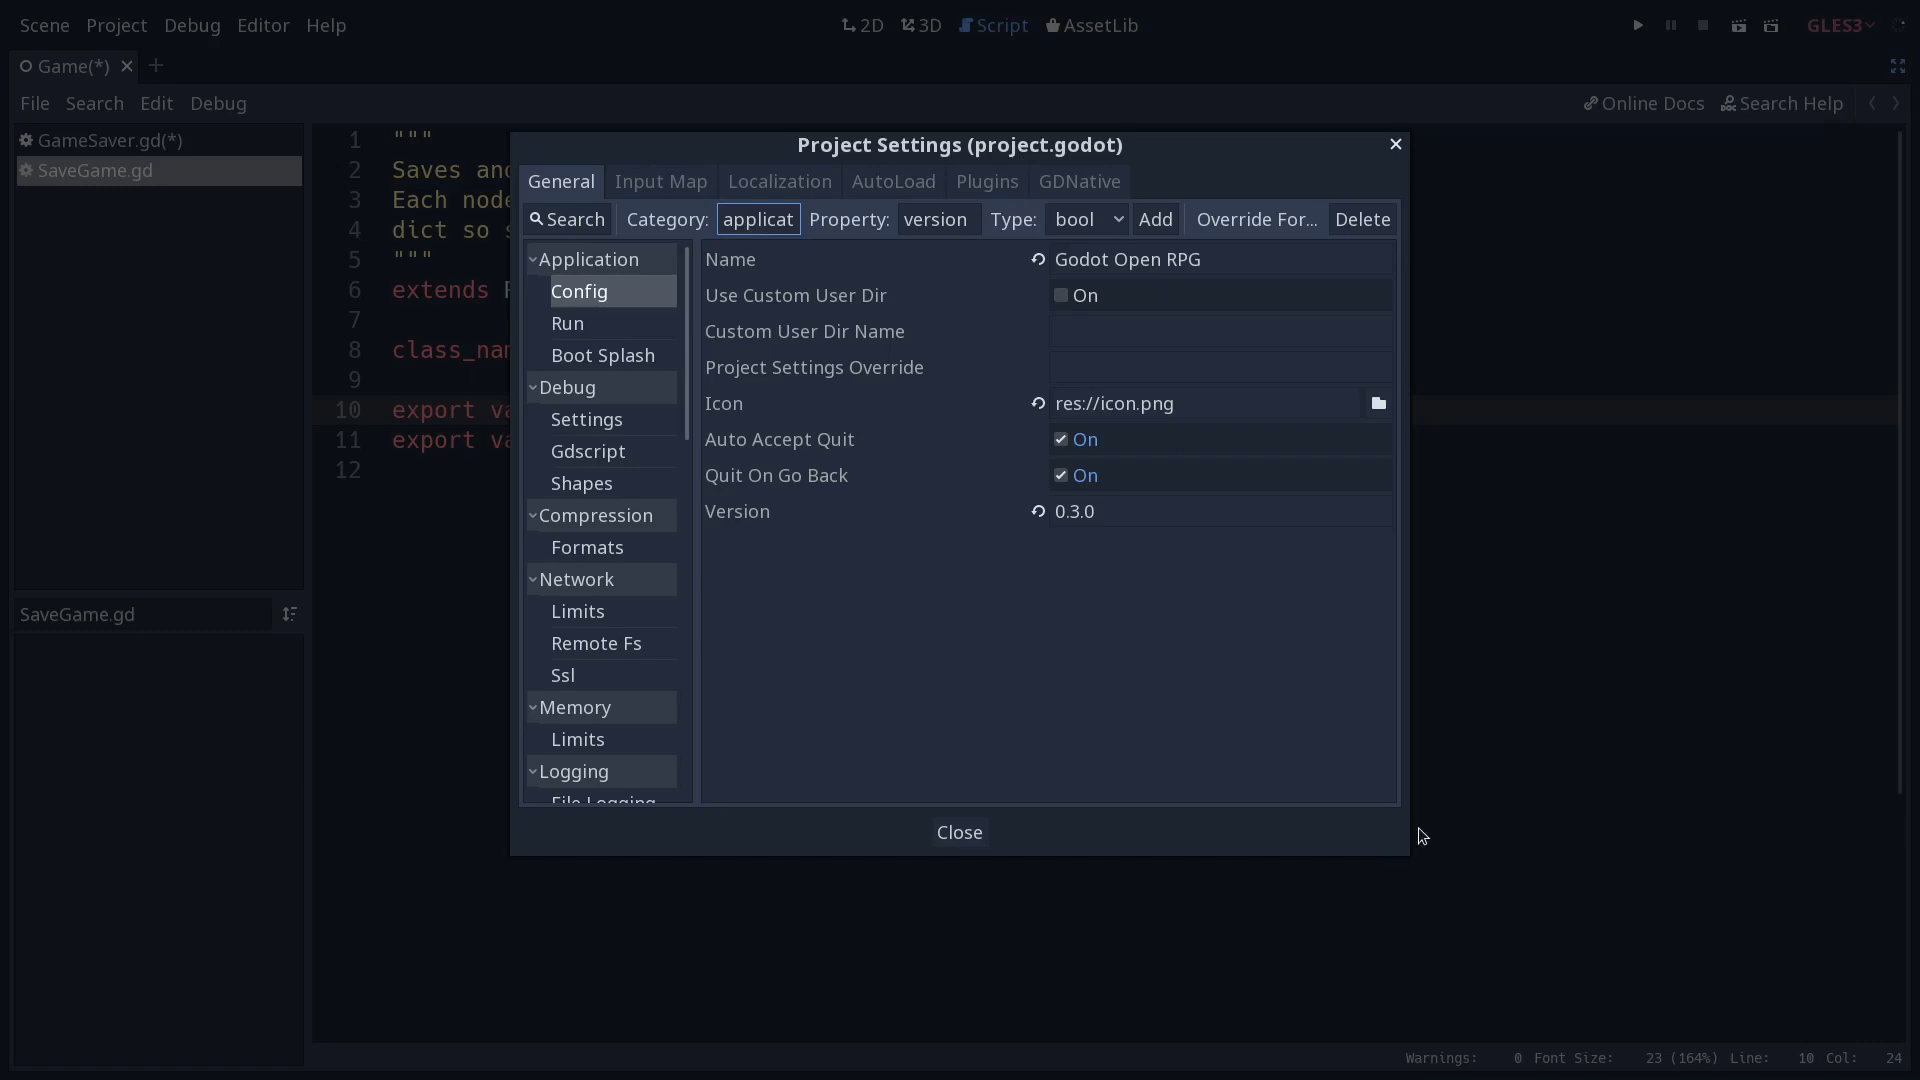 Scene Project Debug Editor Help
2D 3D Script AssetLib
GLES3
Game(*)
File Search Edit Debug
Online Docs Search Help
GameSaver.gd(*)
SaveGame.gd
SaveGame.gd
1 """
2 Saves and
3 Each node
4 dict so s
5 """
6 extends R
7
8 class_nam
9
10 export va
11 export va
12
Project Settings (project.godot)
General Input Map Localization AutoLoad Plugins GDNative
Search Category: applicat Property: version Type: bool Add Override For... Delete
Application
Config
Run
Boot Splash
Debug
Settings
Gdscript
Shapes
Compression
Formats
Network
Limits
Remote Fs
Ssl
Memory
Limits
Logging
File Logging
Name Godot Open RPG
Use Custom User Dir On
Custom User Dir Name
Project Settings Override
Icon res://icon.png
Auto Accept Quit On
Quit On Go Back On
Version 0.3.0
Close
Warnings: 0 Font Size: 23 (164%) Line: 10 Col: 24